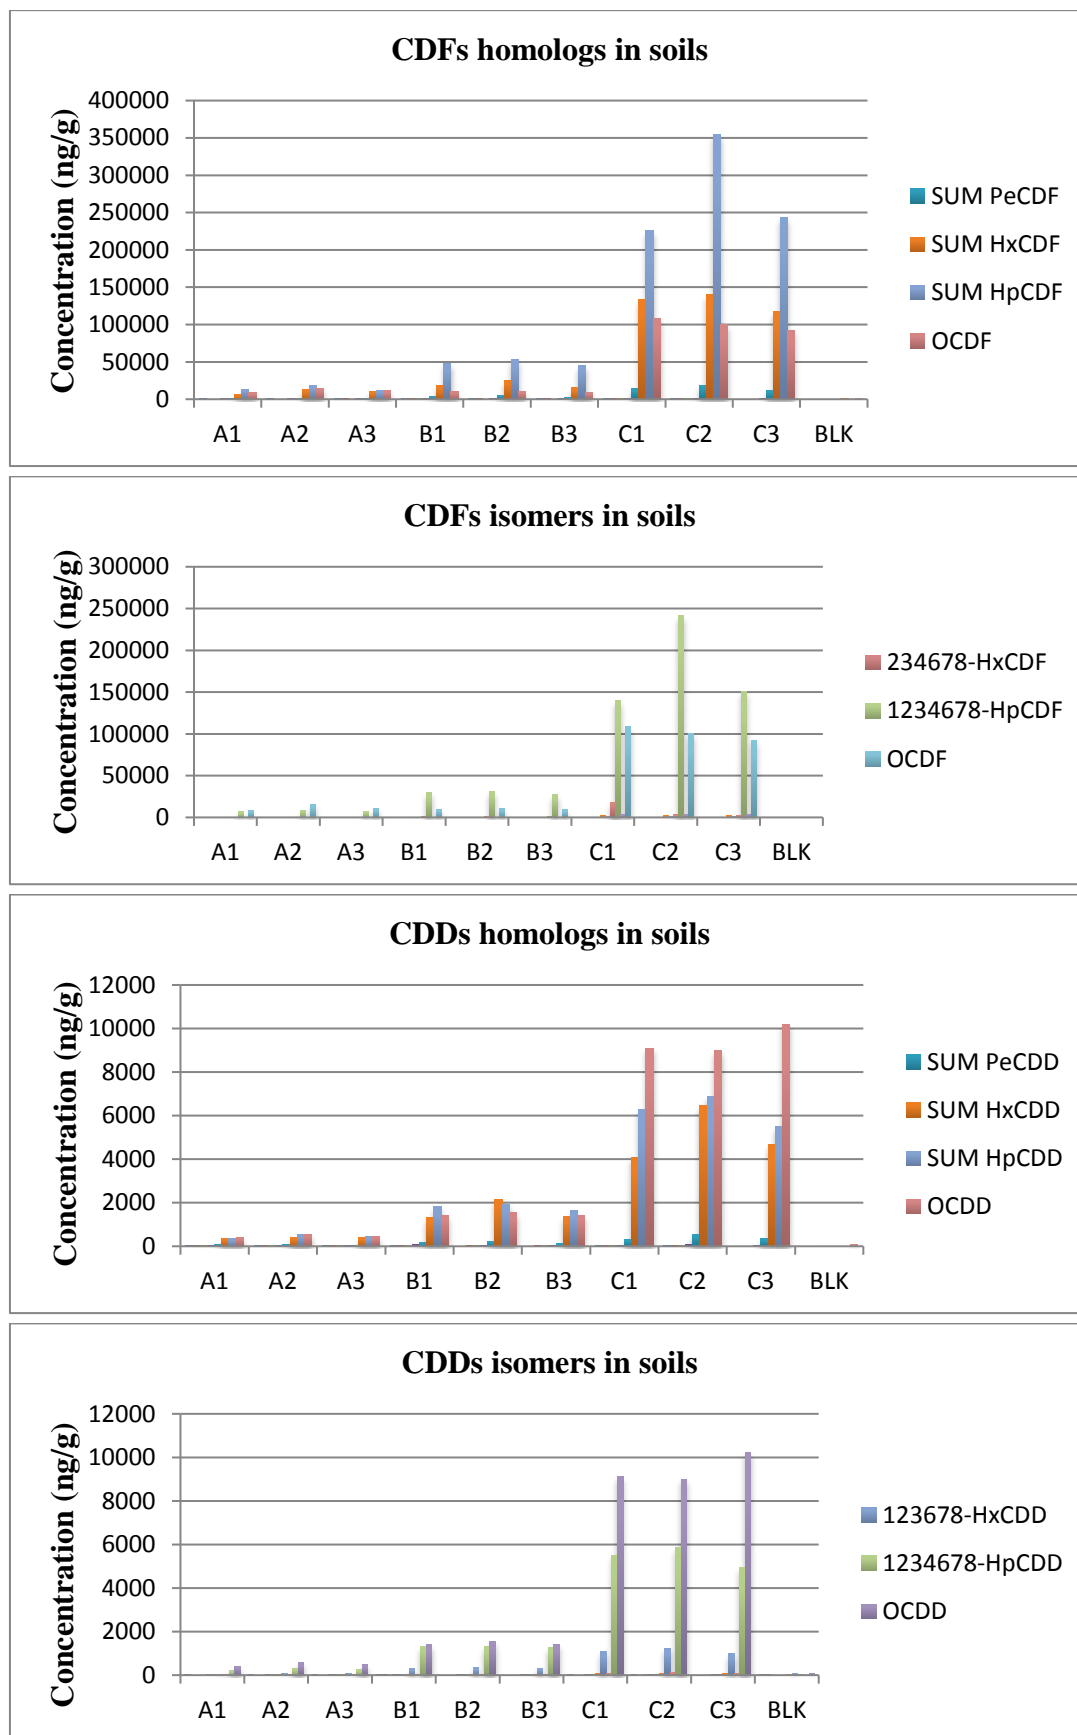 CDFs homologs in soils
Concentration (ng/g)
400000
350000
300000
250000
200000
150000
100000
50000
0
A1 A2 A3 B1 B2 B3 C1 C2 C3 BLK
SUM PeCDF
SUM HxCDF
SUM HpCDF
OCDF
CDFs isomers in soils
Concentration (ng/g)
300000
250000
200000
150000
100000
50000
0
A1 A2 A3 B1 B2 B3 C1 C2 C3 BLK
234678-HxCDF
1234678-HpCDF
OCDF
CDDs homologs in soils
Concentration (ng/g)
12000
10000
8000
6000
4000
2000
0
A1 A2 A3 B1 B2 B3 C1 C2 C3 BLK
SUM PeCDD
SUM HxCDD
SUM HpCDD
OCDD
CDDs isomers in soils
Concentration (ng/g)
12000
10000
8000
6000
4000
2000
0
A1 A2 A3 B1 B2 B3 C1 C2 C3 BLK
123678-HxCDD
1234678-HpCDD
OCDD